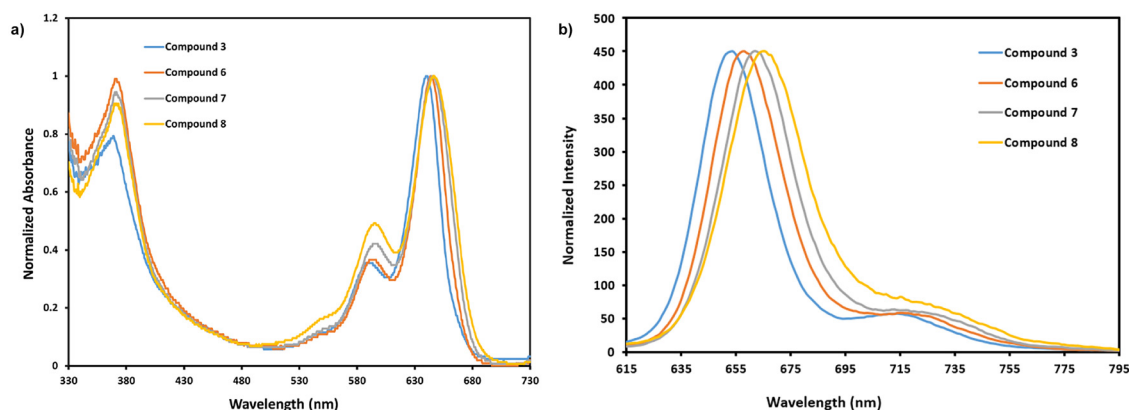 a)
Normalized Absorbance
1.2
1
0.8
0.6
0.4
0.2
0
330 380 430 480 530 580 630 680 730
Wavelength (nm)
Compound 3
Compound 6
Compound 7
Compound 8
b)
Normalized Intensity
500
450
400
350
300
250
200
150
100
50
0
615 635 655 675 695 715 735 755 775 795
Wavelength (nm)
Compound 3
Compound 6
Compound 7
Compound 8